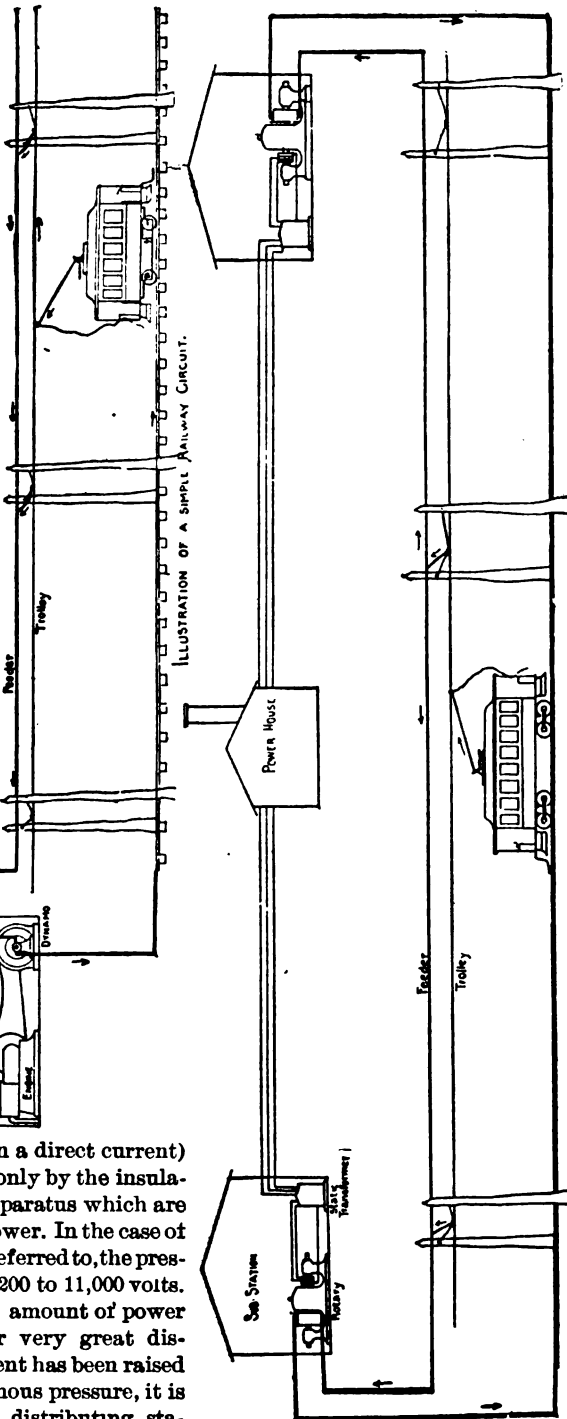 Feeder
Trolley
ILLUSTRATION OF A SIMPLE RAILWAY CIRCUIT.
DYNAMO
Engine
POWER HOUSE
Feeder
Trolley
SUB-STATION
Static
Transformer
Rotary
n a direct current)
only by the insula-
paratus which are
ower. In the case of
eferred to, the pres-
200 to 11,000 volts.
amount of power
r very great dis-
ent has been raised
nous pressure, it is
distributing sta-